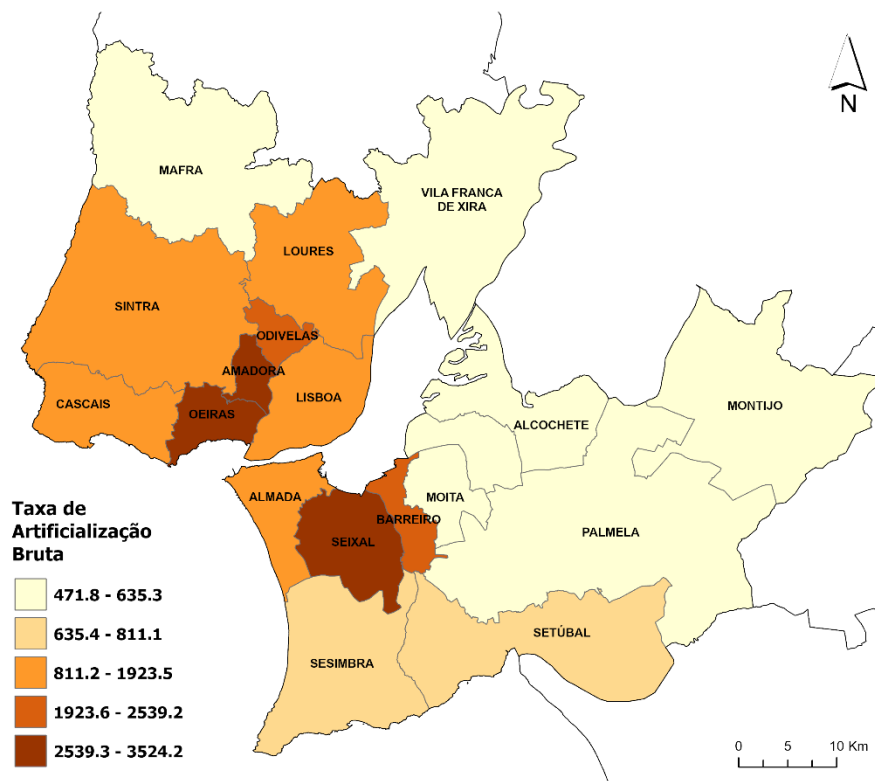 N
MAFRA
VILA FRANCA
DE XIRA
LOURES
SINTRA
ODIVELAS
AMADORA
CASCAIS
LISBOA
OEIRAS
MONTIJO
ALCOCHETE
ALMADA
MOITA
BARREIRO
SEIXAL
PALMELA
SETÚBAL
SESIMBRA
Taxa de
Artificialização
Bruta
471.8 - 635.3
635.4 - 811.1
811.2 - 1923.5
1923.6 - 2539.2
2539.3 - 3524.2
0 5 10 Km